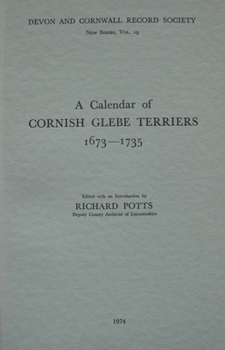 DEVON AND CORNWALL RECORD SOCIETY
New Series, Vol. 19
A Calendar of
CORNISH GLEBE TERRIERS
1673—1735
Edited with an Introduction by
RICHARD POTTS
Deputy County Archivist of Leicestershire
1974